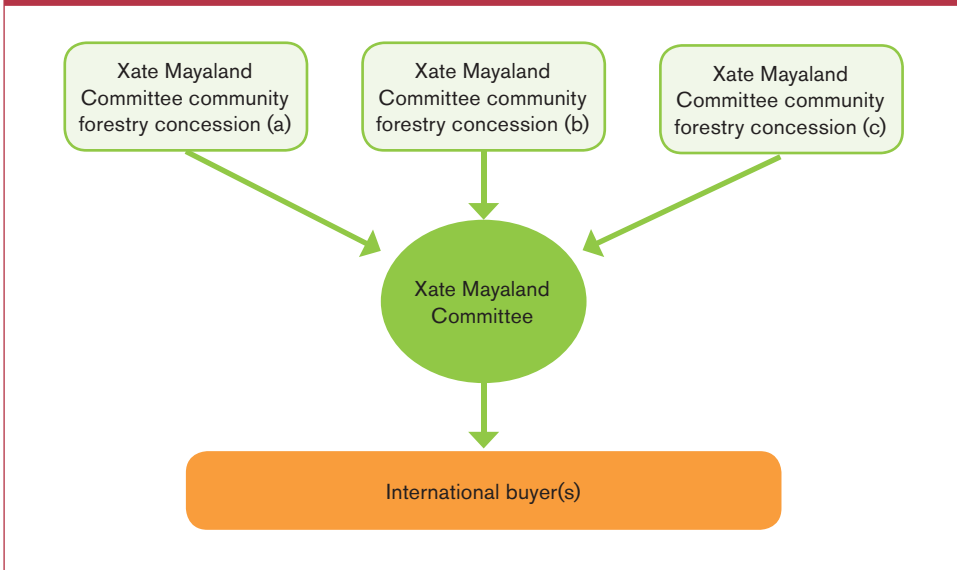 Xate Mayaland
Committee community
forestry concession (a)
Xate Mayaland
Committee community
forestry concession (b)
Xate Mayaland
Committee community
forestry concession (c)
Xate Mayaland
Committee
International buyer(s)